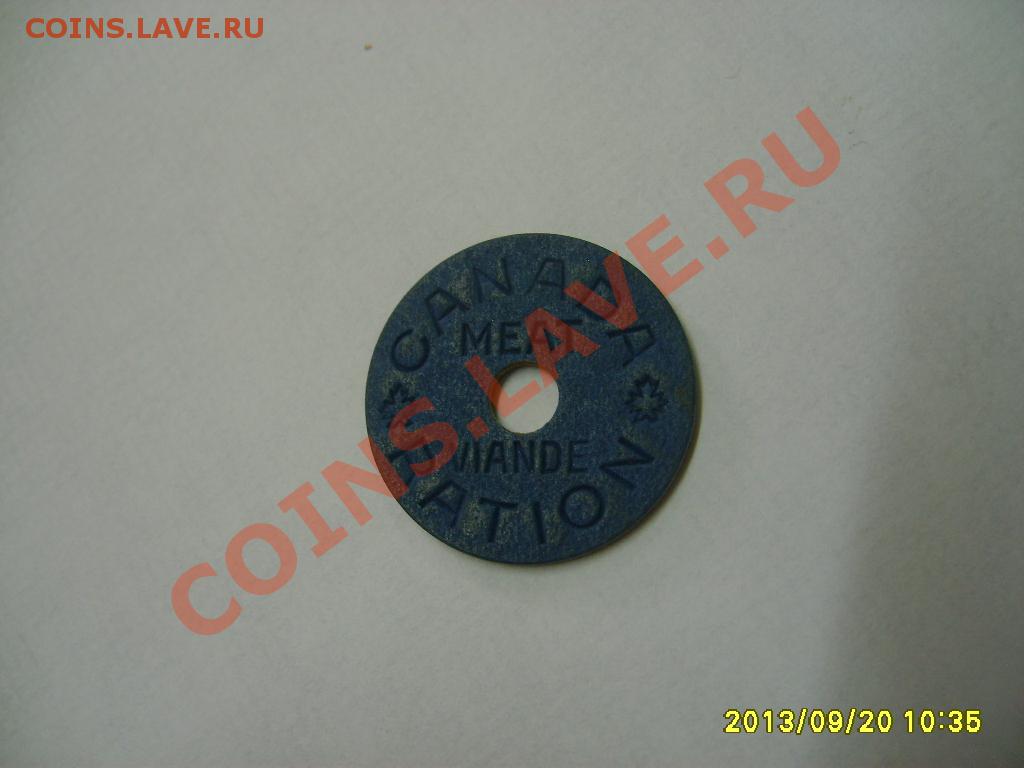 COINS.LAVE.RU
COINS.LAVE.RU
CANADA
MEAT
VIANDE
RATION
2013/09/20 10:35